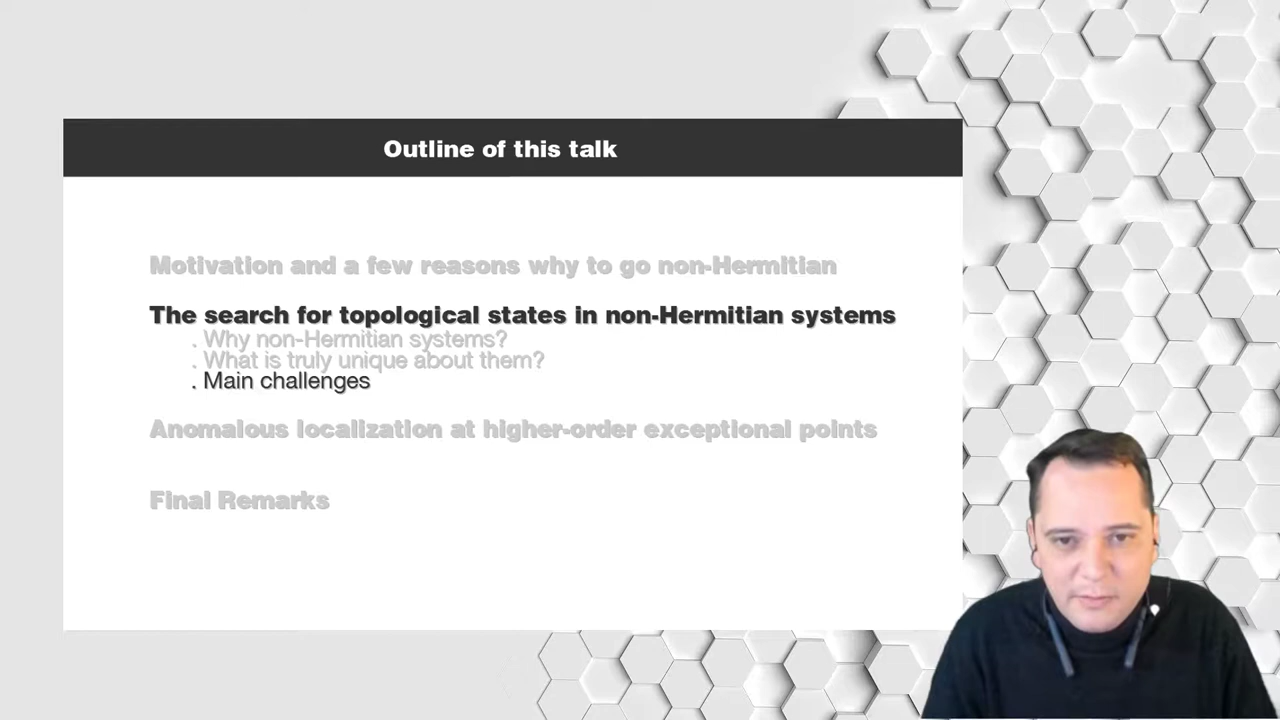 Outline of this talk
Motivation and a few reasons why to go non-Hermitian
The search for topological states in non-Hermitian systems
. Why non-Hermitian systems?
. What is truly unique about them?
. Main challenges
Anomalous localization at higher-order exceptional points
Final Remarks